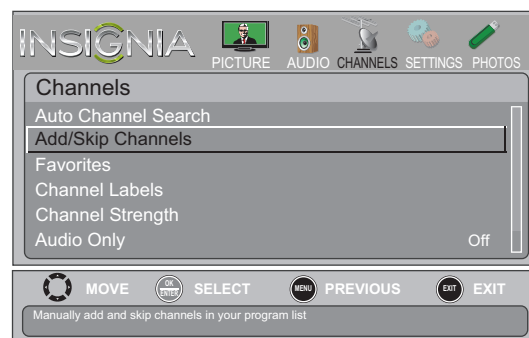 INSIGNIA
PICTURE AUDIO CHANNELS SETTINGS PHOTOS
Channels
Auto Channel Search
Add/Skip Channels
Favorites
Channel Labels
Channel Strength
Audio Only Off
MOVE OK ENTER SELECT MENU PREVIOUS EXIT EXIT
Manually add and skip channels in your program list